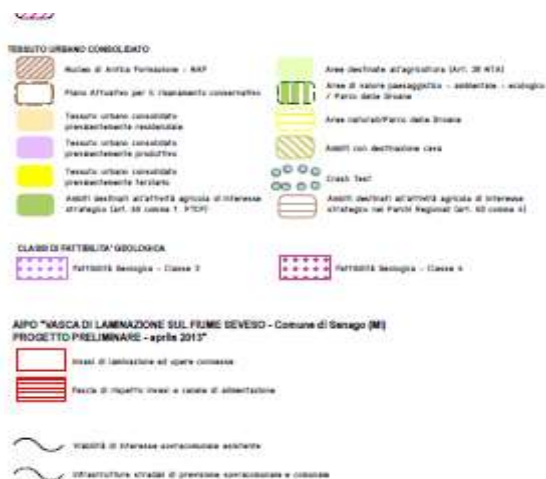 TESSUTO URBANO CONSOLIDATO
Nucleo di Antica Formazione - NAF
Piano Attuativo per il risanamento conservativo
Tessuto urbano consolidato
prevalentemente residenziale
Tessuto urbano consolidato
prevalentemente produttivo
Tessuto urbano consolidato
prevalentemente terziario
Ambiti destinati all'attività agricola di interesse
strategico (art. 60 comma 1 PTCP)
Aree destinate all'agricoltura (Art. 28 NTA)
Aree di valore paesaggistico - ambientale - ecologico
/ Parco delle Groane
Aree naturali/Parco delle Groane
Ambiti con destinazione cava
Crash Test
Ambiti destinati all'attività agricola di interesse
strategico nei Parchi Regionali (art. 60 comma 4)
CLASSI DI FATTIBILITA' GEOLOGICA
Fattibilità Geologica - Classe 3
Fattibilità Geologica - Classe 4
AIPO "VASCA DI LAMINAZIONE SUL FIUME SEVESO - Comune di Senago (MI)
PROGETTO PRELIMINARE - aprile 2013"
Invasi di laminazione ed opere connesse
Fascia di rispetto invasi e canale di alimentazione
Viabilità di interesse sovracomunale esistente
Infrastrutture stradali di previsione sovracomunale e comunale